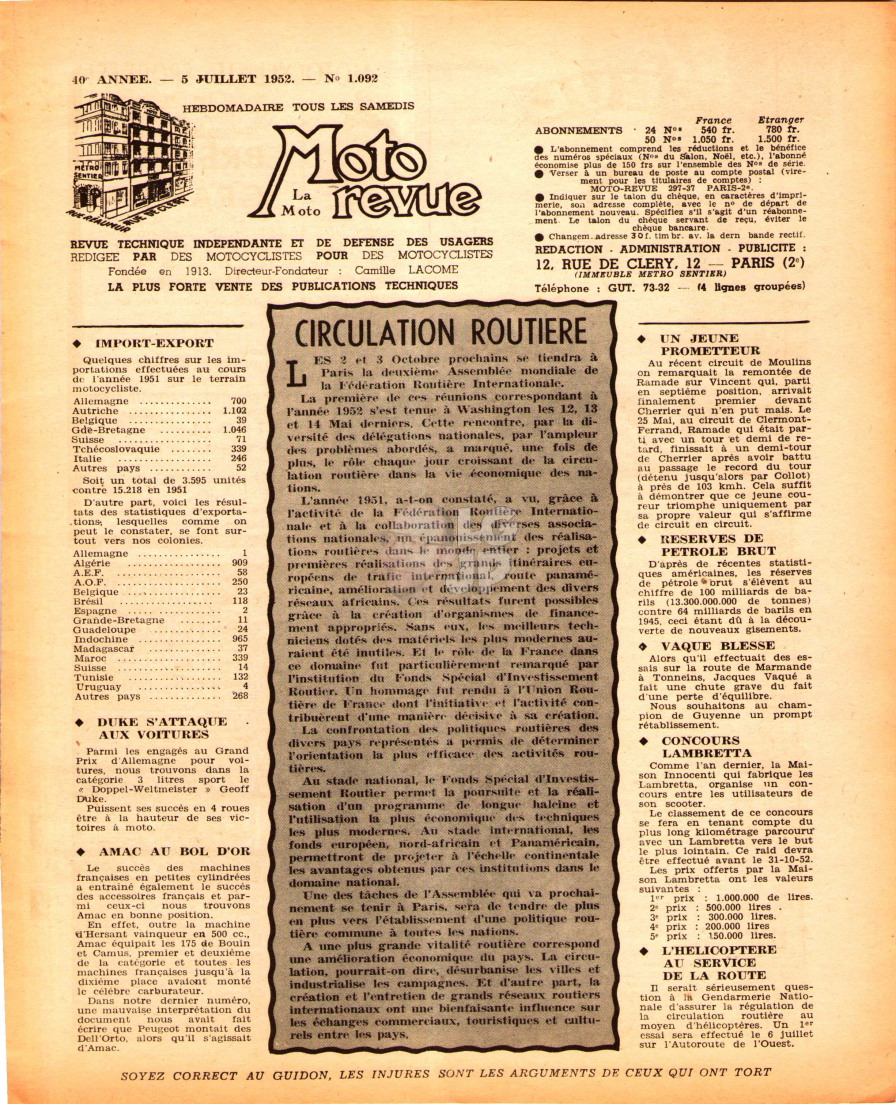 40e ANNEE. — 5 JUILLET 1952. — No 1.092
HEBDOMADAIRE TOUS LES SAMEDIS
METRO
SENTIER
RUE REAUMUR
RUE DE CLERY
La
Moto
Moto
revue
REVUE TECHNIQUE INDEPENDANTE ET DE DEFENSE DES USAGERS
REDIGEE PAR DES MOTOCYCLISTES POUR DES MOTOCYCLISTES
Fondée en 1913. Directeur-Fondateur : Camille LACOME
LA PLUS FORTE VENTE DES PUBLICATIONS TECHNIQUES
France Etranger
ABONNEMENTS · 24 Nos 540 fr. 780 fr.
50 Nos 1.050 fr. 1.500 fr.
● L'abonnement comprend les réductions et le bénéfice
des numéros spéciaux (Nos du Salon, Noël, etc.), l'abonné
économise plus de 150 frs sur l'ensemble des Nos de série.
● Verser à un bureau de poste au compte postal (vire-
ment pour les titulaires de comptes) :
MOTO-REVUE 297-37 PARIS-2e.
● Indiquer sur le talon du chèque, en caractères d'impri-
merie, son adresse complète, avec le no de départ de
l'abonnement nouveau. Spécifiez s'il s'agit d'un réabonne-
ment. Le talon du chèque servant de reçu, éviter le
chèque bancaire.
● Changem. adresse 30 f. timbr. av. la dern bande rectif.
REDACTION - ADMINISTRATION - PUBLICITE :
12, RUE DE CLERY, 12 — PARIS (2e)
(IMMEUBLE METRO SENTIER)
Téléphone : GUT. 73-32 — (4 lignes groupées)
◆ IMPORT-EXPORT
Quelques chiffres sur les im-
portations effectuées au cours
de l'année 1951 sur le terrain
motocycliste.
Allemagne .............. 700
Autriche ............... 1.102
Belgique ............... 39
Gde-Bretagne ........... 1.046
Suisse ................. 71
Tchécoslovaquie ........ 339
Italie ................. 246
Autres pays ............ 52
Soit un total de 3.595 unités
contre 15.218 en 1951
D'autre part, voici les résul-
tats des statistiques d'exporta-
tions; lesquelles comme on
peut le constater, se font sur-
tout vers nos colonies.
Allemagne .............. 1
Algérie ................ 909
A.E.F. ................. 58
A.O.F. ................. 250
Belgique ............... 23
Brésil ................. 118
Espagne ................ 2
Grande-Bretagne ........ 11
Guadeloupe ............. 24
Indochine .............. 965
Madagascar ............. 37
Maroc .................. 339
Suisse ................. 14
Tunisie ................ 132
Uruguay ................ 4
Autres pays ............ 268
◆ DUKE S'ATTAQUE
AUX VOITURES
Parmi les engagés au Grand
Prix d'Allemagne pour voi-
tures, nous trouvons dans la
catégorie 3 litres sport le
« Doppel-Weltmeister » Geoff
Duke.
Puissent ses succés en 4 roues
être à la hauteur de ses vic-
toires à moto.
◆ AMAC AU BOL D'OR
Le succès des machines
françaises en petites cylindrées
a entraîné également le succès
des accessoires français et par-
mi ceux-ci nous trouvons
Amac en bonne position.
En effet, outre la machine
d'Hersant vainqueur en 500 cc.,
Amac équipait les 175 de Bouin
et Camus, premier et deuxième
de la catégorie et toutes les
machines françaises jusqu'à la
dixième place avaient monté
le célèbre carburateur.
Dans notre dernier numéro,
une mauvaise interprétation du
document nous avait fait
écrire que Peugeot montait des
Dell'Orto, alors qu'il s'agissait
d'Amac.
CIRCULATION ROUTIERE
LES 2 et 3 Octobre prochains se tiendra à
Paris la deuxième Assemblée mondiale de
la Fédération Routière Internationale.
La première de ces réunions correspondant à
l'année 1952 s'est tenue à Washington les 12, 13
et 14 Mai derniers. Cette rencontre, par la di-
versité des délégations nationales, par l'ampleur
des problèmes abordés, a marqué, une fois de
plus, le rôle chaque jour croissant de la circu-
lation routière dans la vie économique des na-
tions.
L'année 1951, a-t-on constaté, a vu, grâce à
l'activité de la Fédération Routière Internatio-
nale et à la collaboration des diverses associa-
tions nationales, un épanouissement des réalisa-
tions routières dans le monde entier : projets et
premières réalisations des grands itinéraires eu-
ropéens de trafic international, route panamé-
ricaine, amélioration et développement des divers
réseaux africains. Ces résultats furent possibles
grâce à la création d'organismes de finance-
ment appropriés. Sans eux, les meilleurs tech-
niciens dotés des matériels les plus modernes au-
raient été inutiles. Et le rôle de la France dans
ce domaine fut particulièrement remarqué par
l'institution du Fonds Spécial d'Investissement
Routier. Un hommage fut rendu à l'Union Rou-
tière de France dont l'initiative et l'activité con-
tribuèrent d'une manière décisive à sa création.
La confrontation des politiques routières des
divers pays représentés a permis de déterminer
l'orientation la plus efficace des activités rou-
tières.
Au stade national, le Fonds Spécial d'Investis-
sement Routier permet la poursuite et la réali-
sation d'un programme de longue haleine et
l'utilisation la plus économique des techniques
les plus modernes. Au stade international, les
fonds européen, nord-africain et Panaméricain,
permettront de projeter à l'échelle continentale
les avantages obtenus par ces institutions dans le
domaine national.
Une des tâches de l'Assemblée qui va prochai-
nement se tenir à Paris, sera de tendre de plus
en plus vers l'établissement d'une politique rou-
tière commune à toutes les nations.
A une plus grande vitalité routière correspond
une amélioration économique du pays. La circu-
lation, pourrait-on dire, désurbanise les villes et
industrialise les campagnes. Et d'autre part, la
création et l'entretien de grands réseaux routiers
internationaux ont une bienfaisante influence sur
les échanges commerciaux, touristiques et cultu-
rels entre les pays.
◆ UN JEUNE
PROMETTEUR
Au récent circuit de Moulins
on remarquait la remontée de
Ramade sur Vincent qui, parti
en septième position, arrivait
finalement premier devant
Cherrier qui n'en put mais. Le
25 Mai, au circuit de Clermont-
Ferrand, Ramade qui était par-
ti avec un tour et demi de re-
tard, finissait à un demi-tour
de Cherrier après avoir battu
au passage le record du tour
(détenu jusqu'alors par Collot)
à près de 103 kmh. Cela suffit
à démontrer que ce jeune cou-
reur triomphe uniquement par
sa propre valeur qui s'affirme
de circuit en circuit.
◆ RESERVES DE
PETROLE BRUT
D'après de récentes statisti-
ques américaines, les réserves
de pétrole brut s'élèvent au
chiffre de 100 milliards de ba-
rils (13.300.000.000 de tonnes)
contre 64 milliards de barils en
1945, ceci étant dû à la décou-
verte de nouveaux gisements.
◆ VAQUE BLESSE
Alors qu'il effectuait des es-
sais sur la route de Marmande
à Tonneins, Jacques Vaqué a
fait une chute grave du fait
d'une perte d'équilibre.
Nous souhaitons au cham-
pion de Guyenne un prompt
rétablissement.
◆ CONCOURS
LAMBRETTA
Comme l'an dernier, la Mai-
son Innocenti qui fabrique les
Lambretta, organise un con-
cours entre les utilisateurs de
son scooter.
Le classement de ce concours
se fera en tenant compte du
plus long kilométrage parcouru
avec un Lambretta vers le but
le plus lointain. Ce raid devra
être effectué avant le 31-10-52.
Les prix offerts par la Mai-
son Lambretta ont les valeurs
suivantes :
1er prix : 1.000.000 de lires.
2e prix : 500.000 lires .
3e prix : 300.000 lires.
4e prix : 200.000 lires
5e prix : 150.000 lires.
◆ L'HELICOPTERE
AU SERVICE
DE LA ROUTE
Il serait sérieusement ques-
tion à la Gendarmerie Natio-
nale d'assurer la régulation de
la circulation routière au
moyen d'hélicoptères. Un 1er
essai sera effectué le 6 juillet
sur l'Autoroute de l'Ouest.
SOYEZ CORRECT AU GUIDON, LES INJURES SONT LES ARGUMENTS DE CEUX QUI ONT TORT